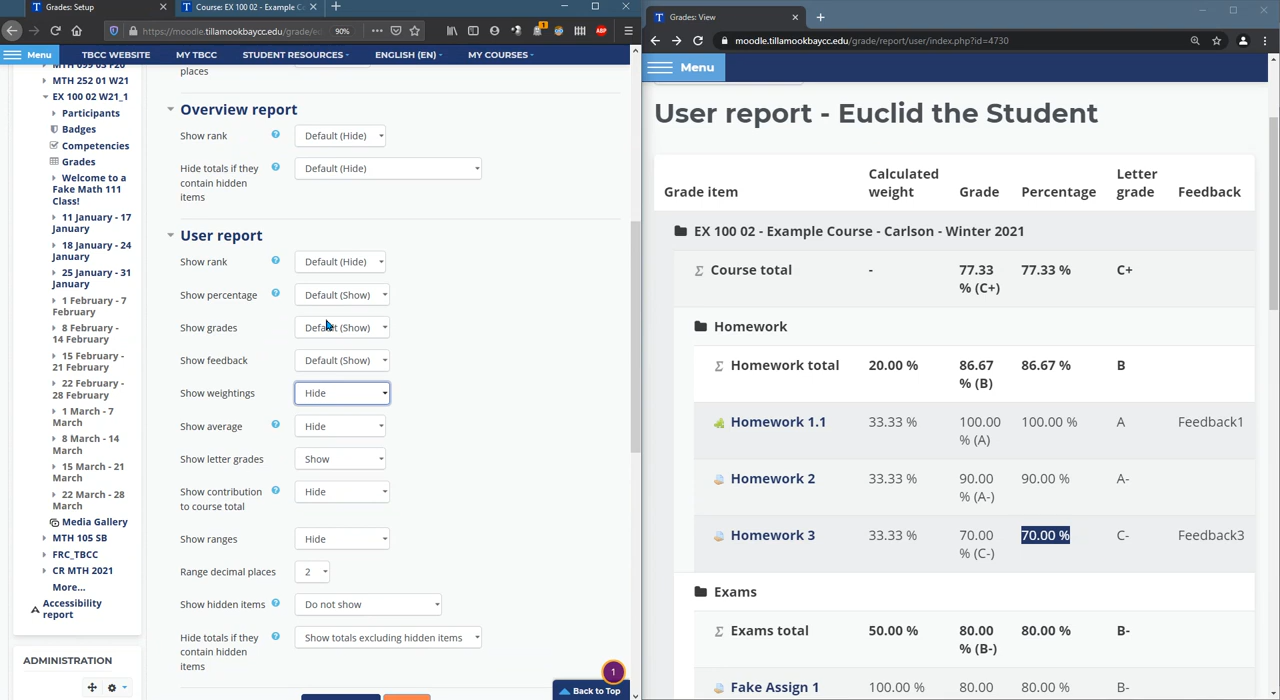 Grades: Setup
Course: EX 100 02 - Example C
https://moodle.tillamookbaycc.edu/grade/e
90%
1
ABP
Menu
TBCC WEBSITE
MY TBCC
STUDENT RESOURCES
ENGLISH (EN)
MY COURSES
MTH 252 01 W21
EX 100 02 W21_1
Participants
Badges
Competencies
Grades
Welcome to a
Fake Math 111
Class!
11 January - 17
January
18 January - 24
January
25 January - 31
January
1 February - 7
February
8 February -
14 February
15 February -
21 February
22 February -
28 February
1 March - 7
March
8 March - 14
March
15 March - 21
March
22 March - 28
March
Media Gallery
MTH 105 SB
FRC_TBCC
CR MTH 2021
More...
Accessibility
report
ADMINISTRATION
places
Overview report
Show rank
Default (Hide)
Hide totals if they
contain hidden
items
Default (Hide)
User report
Show rank
Default (Hide)
Show percentage
Default (Show)
Show grades
Default (Show)
Show feedback
Default (Show)
Show weightings
Hide
Show average
Hide
Show letter grades
Show
Show contribution
to course total
Hide
Show ranges
Hide
Range decimal places
2
Show hidden items
Do not show
Hide totals if they
contain hidden
items
Show totals excluding hidden items
1
Back to Top
Grades: View
moodle.tillamookbaycc.edu/grade/report/user/index.php?id=4730
Menu
User report - Euclid the Student
Grade item
Calculated
weight
Grade
Percentage
Letter
grade
Feedback
EX 100 02 - Example Course - Carlson - Winter 2021
Course total
-
77.33
% (C+)
77.33 %
C+
Homework
Homework total
20.00 %
86.67
% (B)
86.67 %
B
Homework 1.1
33.33 %
100.00
% (A)
100.00 %
A
Feedback1
Homework 2
33.33 %
90.00
% (A-)
90.00 %
A-
Homework 3
33.33 %
70.00
% (C-)
70.00 %
C-
Feedback3
Exams
Exams total
50.00 %
80.00
% (B-)
80.00 %
B-
Fake Assign 1
100.00 %
80.00
80.00 %
B-